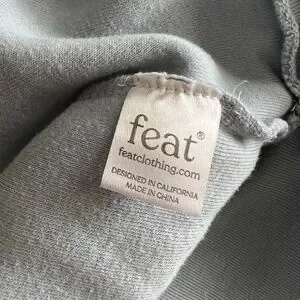 feat®
featclothing.com
DESIGNED IN CALIFORNIA
MADE IN CHINA